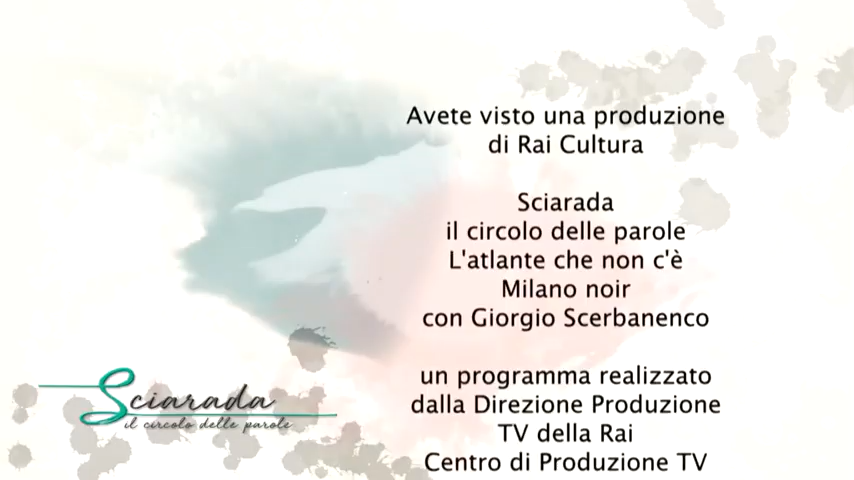 Avete visto una produzione
di Rai Cultura
Sciarada
il circolo delle parole
L'atlante che non c'è
Milano noir
con Giorgio Scerbanenco
un programma realizzato
dalla Direzione Produzione
TV della Rai
Centro di Produzione TV
Sciarada
il circolo delle parole